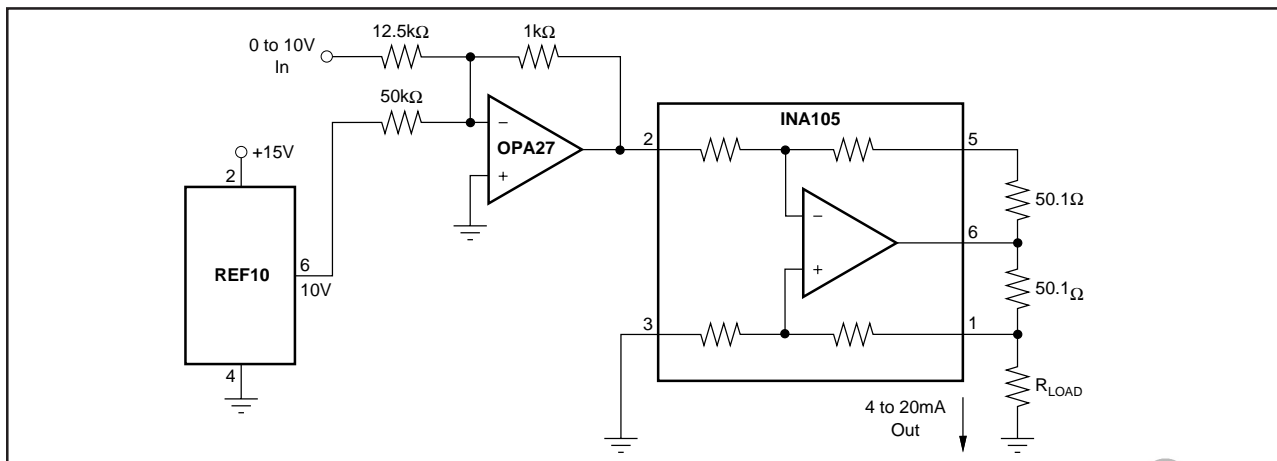 12.5kΩ
1kΩ
0 to 10V
In
50kΩ
INA105
2
5
−
OPA27
+
+15V
2
50.1Ω
−
6
REF10
6
10V
+
50.1Ω
3
1
4
RLOAD
4 to 20mA
Out